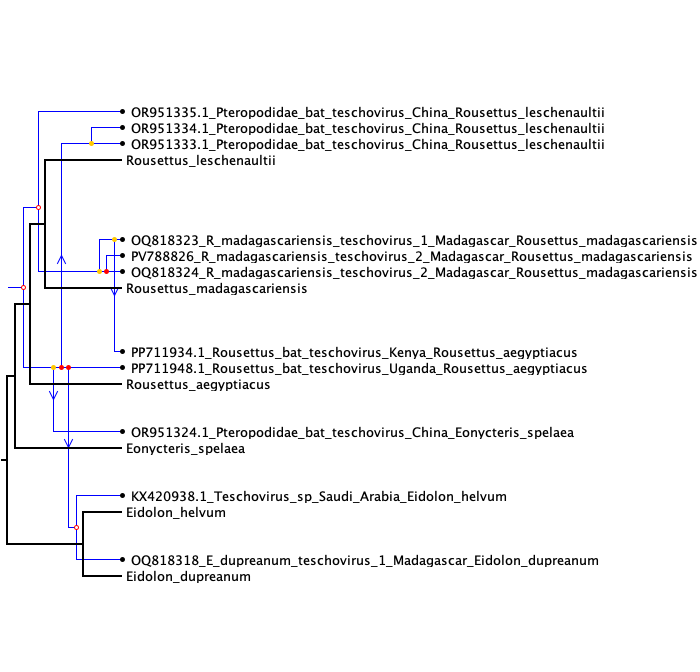 OR951335.1_Pteropodidae_bat_teschovirus_China_Rousettus_leschenaultii
OR951334.1_Pteropodidae_bat_teschovirus_China_Rousettus_leschenaultii
OR951333.1_Pteropodidae_bat_teschovirus_China_Rousettus_leschenaultii
Rousettus_leschenaultii
OQ818323_R_madagascariensis_teschovirus_1_Madagascar_Rousettus_madagascariensis
PV788826_R_madagascariensis_teschovirus_2_Madagascar_Rousettus_madagascariensis
OQ818324_R_madagascariensis_teschovirus_2_Madagascar_Rousettus_madagascariensis
Rousettus_madagascariensis
PP711934.1_Rousettus_bat_teschovirus_Kenya_Rousettus_aegyptiacus
PP711948.1_Rousettus_bat_teschovirus_Uganda_Rousettus_aegyptiacus
Rousettus_aegyptiacus
OR951324.1_Pteropodidae_bat_teschovirus_China_Eonycteris_spelaea
Eonycteris_spelaea
KX420938.1_Teschovirus_sp_Saudi_Arabia_Eidolon_helvum
Eidolon_helvum
OQ818318_E_dupreanum_teschovirus_1_Madagascar_Eidolon_dupreanum
Eidolon_dupreanum